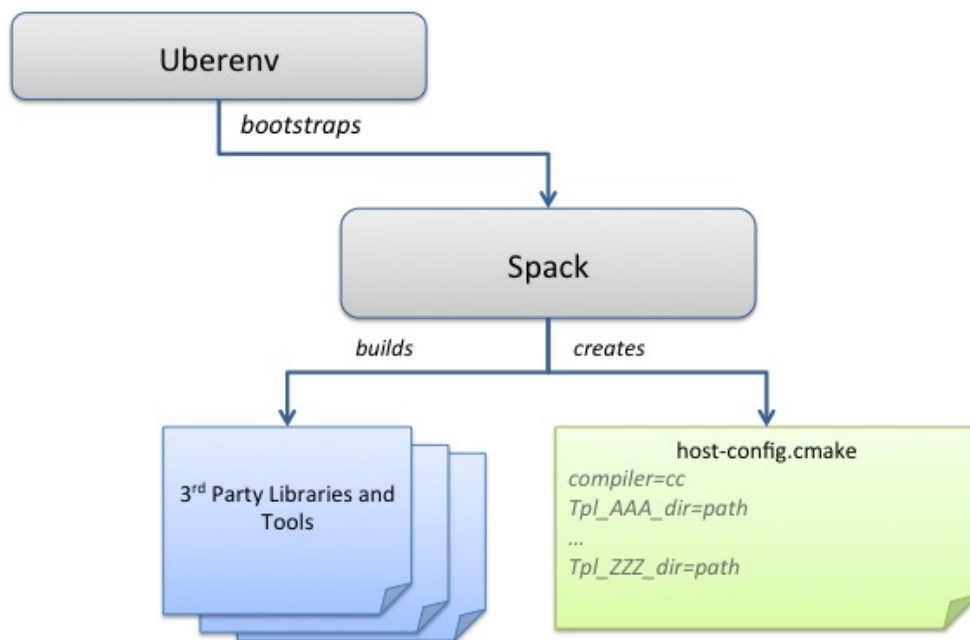 Uberenv
bootstraps
Spack
builds
creates
3rd Party Libraries and
Tools
host-config.cmake
compiler=cc
Tpl_AAA_dir=path
...
Tpl_ZZZ_dir=path